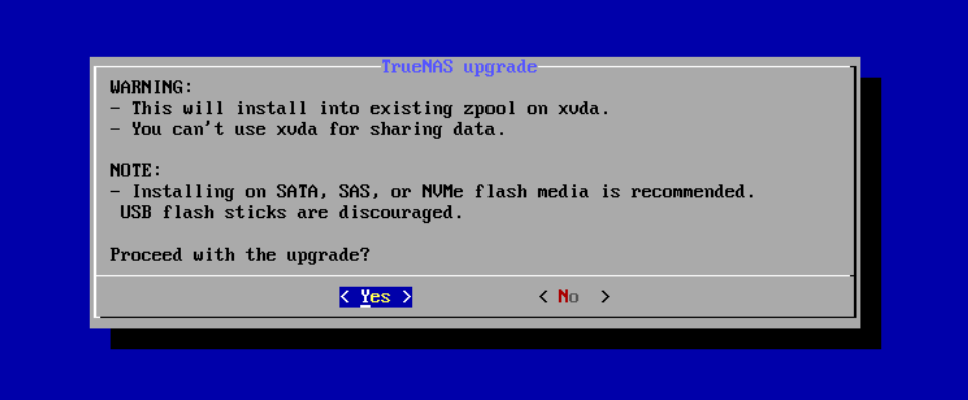 TrueNAS upgrade
WARNING:
- This will install into existing zpool on xvda.
- You can't use xvda for sharing data.
NOTE:
- Installing on SATA, SAS, or NVMe flash media is recommended.
USB flash sticks are discouraged.
Proceed with the upgrade?
< Yes > < No >